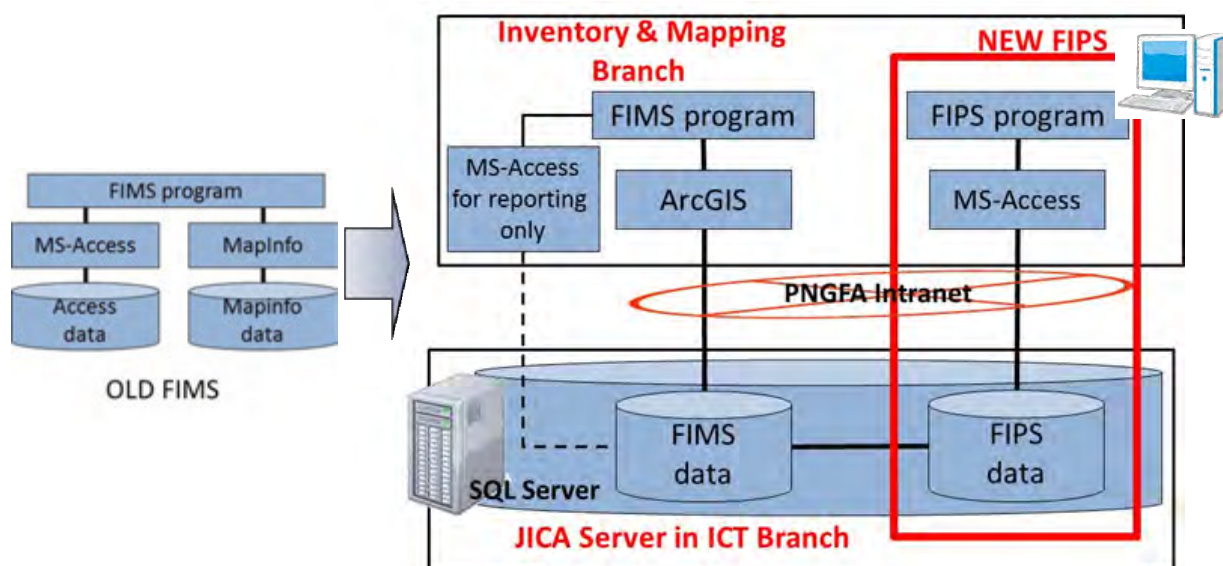 FIMS program
MS-Access
MapInfo
Access
data
Mapinfo
data
OLD FIMS
Inventory & Mapping
Branch
NEW FIPS
FIMS program
FIPS program
MS-Access
for reporting
only
ArcGIS
MS-Access
PNGFA Intranet
FIMS
data
FIPS
data
SQL Server
JICA Server in ICT Branch